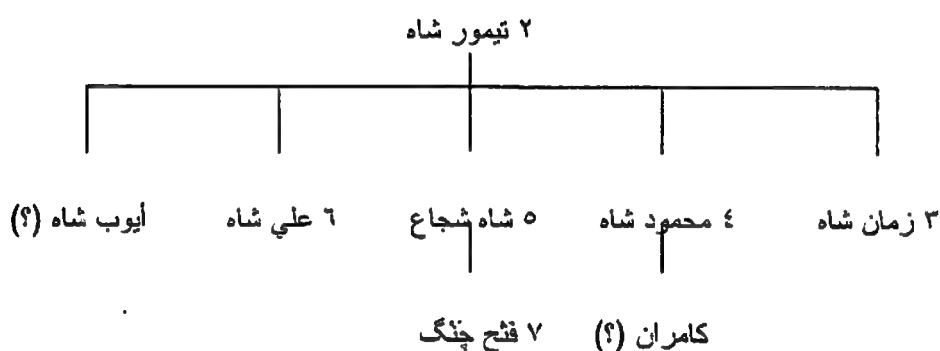 ٢ تيمور شاه
٣ زمان شاه ٤ محمود شاه ٥ شاه شجاع ٦ علي شاه أيوب شاه (؟)
كامران (؟) ٧ فتح جَنْگ